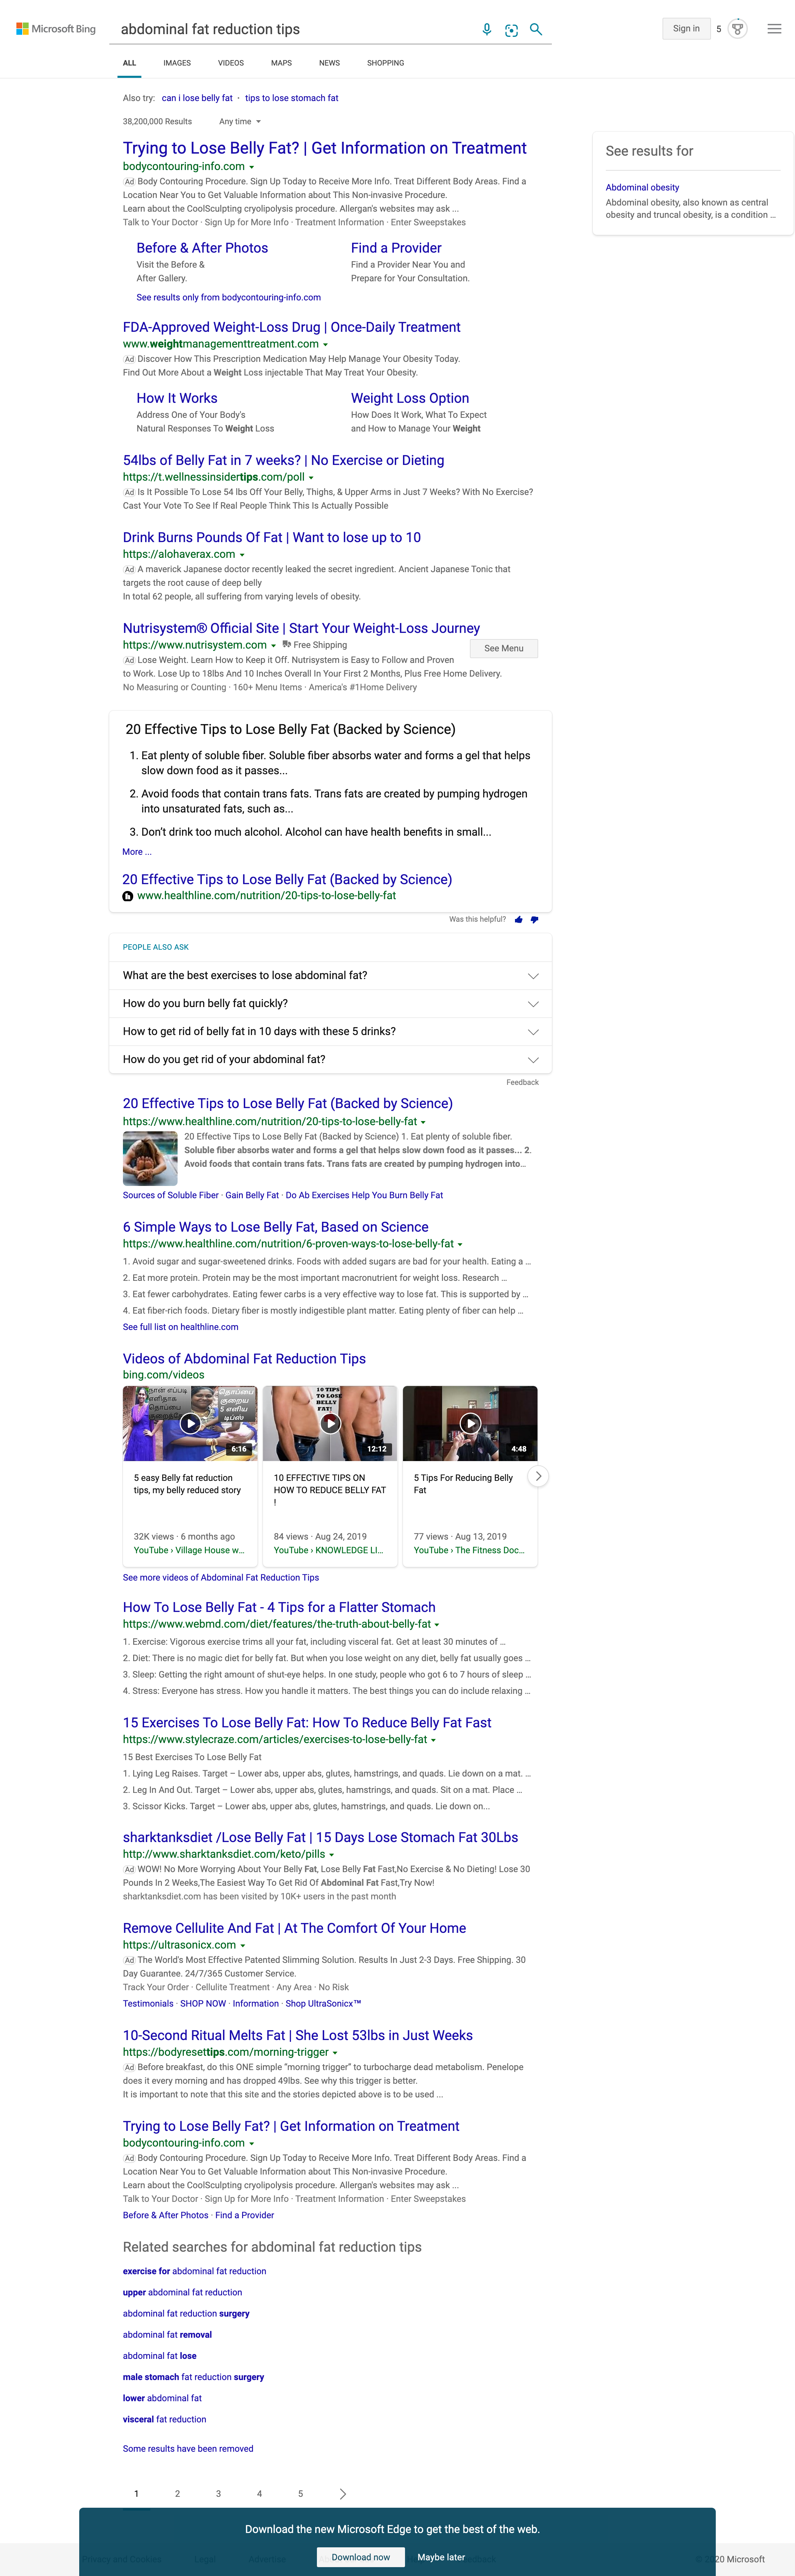 Microsoft Bing
abdominal fat reduction tips
Sign in
5
ALL
IMAGES
VIDEOS
MAPS
NEWS
SHOPPING
Also try: can i lose belly fat · tips to lose stomach fat
38,200,000 Results
Any time
See results for
Abdominal obesity
Abdominal obesity, also known as central
obesity and truncal obesity, is a condition ...
Trying to Lose Belly Fat? | Get Information on Treatment
bodycontouring-info.com
Ad Body Contouring Procedure. Sign Up Today to Receive More Info. Treat Different Body Areas. Find a
Location Near You to Get Valuable Information about This Non-invasive Procedure.
Learn about the CoolSculpting cryolipolysis procedure. Allergan's websites may ask ...
Talk to Your Doctor · Sign Up for More Info · Treatment Information · Enter Sweepstakes
Before & After Photos
Visit the Before &
After Gallery.
Find a Provider
Find a Provider Near You and
Prepare for Your Consultation.
See results only from bodycontouring-info.com
FDA-Approved Weight-Loss Drug | Once-Daily Treatment
www.weightmanagementtreatment.com
Ad Discover How This Prescription Medication May Help Manage Your Obesity Today.
Find Out More About a Weight Loss injectable That May Treat Your Obesity.
How It Works
Address One of Your Body's
Natural Responses To Weight Loss
Weight Loss Option
How Does It Work, What To Expect
and How to Manage Your Weight
54lbs of Belly Fat in 7 weeks? | No Exercise or Dieting
https://t.wellnessinsidertips.com/poll
Ad Is It Possible To Lose 54 lbs Off Your Belly, Thighs, & Upper Arms in Just 7 Weeks? With No Exercise?
Cast Your Vote To See If Real People Think This Is Actually Possible
Drink Burns Pounds Of Fat | Want to lose up to 10
https://alohaverax.com
Ad A maverick Japanese doctor recently leaked the secret ingredient. Ancient Japanese Tonic that
targets the root cause of deep belly
In total 62 people, all suffering from varying levels of obesity.
Nutrisystem® Official Site | Start Your Weight-Loss Journey
https://www.nutrisystem.com Free Shipping
See Menu
Ad Lose Weight. Learn How to Keep it Off. Nutrisystem is Easy to Follow and Proven
to Work. Lose Up to 18lbs And 10 Inches Overall In Your First 2 Months, Plus Free Home Delivery.
No Measuring or Counting · 160+ Menu Items · America's #1Home Delivery
20 Effective Tips to Lose Belly Fat (Backed by Science)
1. Eat plenty of soluble fiber. Soluble fiber absorbs water and forms a gel that helps
slow down food as it passes...
2. Avoid foods that contain trans fats. Trans fats are created by pumping hydrogen
into unsaturated fats, such as...
3. Don't drink too much alcohol. Alcohol can have health benefits in small...
More ...
20 Effective Tips to Lose Belly Fat (Backed by Science)
www.healthline.com/nutrition/20-tips-to-lose-belly-fat
Was this helpful?
PEOPLE ALSO ASK
What are the best exercises to lose abdominal fat?
How do you burn belly fat quickly?
How to get rid of belly fat in 10 days with these 5 drinks?
How do you get rid of your abdominal fat?
Feedback
20 Effective Tips to Lose Belly Fat (Backed by Science)
https://www.healthline.com/nutrition/20-tips-to-lose-belly-fat
20 Effective Tips to Lose Belly Fat (Backed by Science) 1. Eat plenty of soluble fiber.
Soluble fiber absorbs water and forms a gel that helps slow down food as it passes... 2.
Avoid foods that contain trans fats. Trans fats are created by pumping hydrogen into...
Sources of Soluble Fiber · Gain Belly Fat · Do Ab Exercises Help You Burn Belly Fat
6 Simple Ways to Lose Belly Fat, Based on Science
https://www.healthline.com/nutrition/6-proven-ways-to-lose-belly-fat
1. Avoid sugar and sugar-sweetened drinks. Foods with added sugars are bad for your health. Eating a ...
2. Eat more protein. Protein may be the most important macronutrient for weight loss. Research ...
3. Eat fewer carbohydrates. Eating fewer carbs is a very effective way to lose fat. This is supported by ...
4. Eat fiber-rich foods. Dietary fiber is mostly indigestible plant matter. Eating plenty of fiber can help ...
See full list on healthline.com
Videos of Abdominal Fat Reduction Tips
bing.com/videos
10 TIPS
TO LOSE
BELLY
FAT!
6:16
12:12
4:48
5 easy Belly fat reduction
tips, my belly reduced story
32K views · 6 months ago
YouTube › Village House w...
10 EFFECTIVE TIPS ON
HOW TO REDUCE BELLY FAT
!
84 views · Aug 24, 2019
YouTube › KNOWLEDGE LI...
5 Tips For Reducing Belly
Fat
77 views · Aug 13, 2019
YouTube › The Fitness Doc...
See more videos of Abdominal Fat Reduction Tips
How To Lose Belly Fat - 4 Tips for a Flatter Stomach
https://www.webmd.com/diet/features/the-truth-about-belly-fat
1. Exercise: Vigorous exercise trims all your fat, including visceral fat. Get at least 30 minutes of ...
2. Diet: There is no magic diet for belly fat. But when you lose weight on any diet, belly fat usually goes ...
3. Sleep: Getting the right amount of shut-eye helps. In one study, people who got 6 to 7 hours of sleep ...
4. Stress: Everyone has stress. How you handle it matters. The best things you can do include relaxing ...
15 Exercises To Lose Belly Fat: How To Reduce Belly Fat Fast
https://www.stylecraze.com/articles/exercises-to-lose-belly-fat
15 Best Exercises To Lose Belly Fat
1. Lying Leg Raises. Target – Lower abs, upper abs, glutes, hamstrings, and quads. Lie down on a mat. ...
2. Leg In And Out. Target – Lower abs, upper abs, glutes, hamstrings, and quads. Sit on a mat. Place ...
3. Scissor Kicks. Target – Lower abs, upper abs, glutes, hamstrings, and quads. Lie down on...
sharktanksdiet /Lose Belly Fat | 15 Days Lose Stomach Fat 30Lbs
http://www.sharktanksdiet.com/keto/pills
Ad WOW! No More Worrying About Your Belly Fat, Lose Belly Fat Fast,No Exercise & No Dieting! Lose 30
Pounds In 2 Weeks,The Easiest Way To Get Rid Of Abdominal Fat Fast,Try Now!
sharktanksdiet.com has been visited by 10K+ users in the past month
Remove Cellulite And Fat | At The Comfort Of Your Home
https://ultrasonicx.com
Ad The World's Most Effective Patented Slimming Solution. Results In Just 2-3 Days. Free Shipping. 30
Day Guarantee. 24/7/365 Customer Service.
Track Your Order · Cellulite Treatment · Any Area · No Risk
Testimonials · SHOP NOW · Information · Shop UltraSonicx™
10-Second Ritual Melts Fat | She Lost 53lbs in Just Weeks
https://bodyresettips.com/morning-trigger
Ad Before breakfast, do this ONE simple "morning trigger" to turbocharge dead metabolism. Penelope
does it every morning and has dropped 49lbs. See why this trigger is better.
It is important to note that this site and the stories depicted above is to be used ...
Trying to Lose Belly Fat? | Get Information on Treatment
bodycontouring-info.com
Ad Body Contouring Procedure. Sign Up Today to Receive More Info. Treat Different Body Areas. Find a
Location Near You to Get Valuable Information about This Non-invasive Procedure.
Learn about the CoolSculpting cryolipolysis procedure. Allergan's websites may ask ...
Talk to Your Doctor · Sign Up for More Info · Treatment Information · Enter Sweepstakes
Before & After Photos · Find a Provider
Related searches for abdominal fat reduction tips
exercise for abdominal fat reduction
upper abdominal fat reduction
abdominal fat reduction surgery
abdominal fat removal
abdominal fat lose
male stomach fat reduction surgery
lower abdominal fat
visceral fat reduction
Some results have been removed
1
2
3
4
5
Download the new Microsoft Edge to get the best of the web.
Download now
Maybe later
20 Microsoft